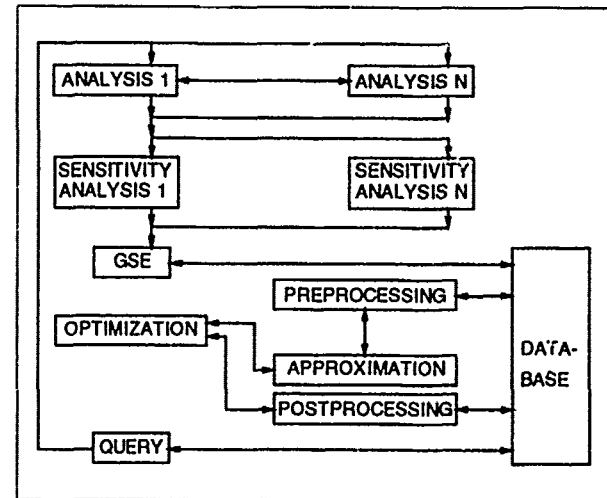 ANALYSIS 1
ANALYSIS N
SENSITIVITY
ANALYSIS 1
SENSITIVITY
ANALYSIS N
GSE
PREPROCESSING
OPTIMIZATION
DATA-
BASE
APPROXIMATION
POSTPROCESSING
QUERY